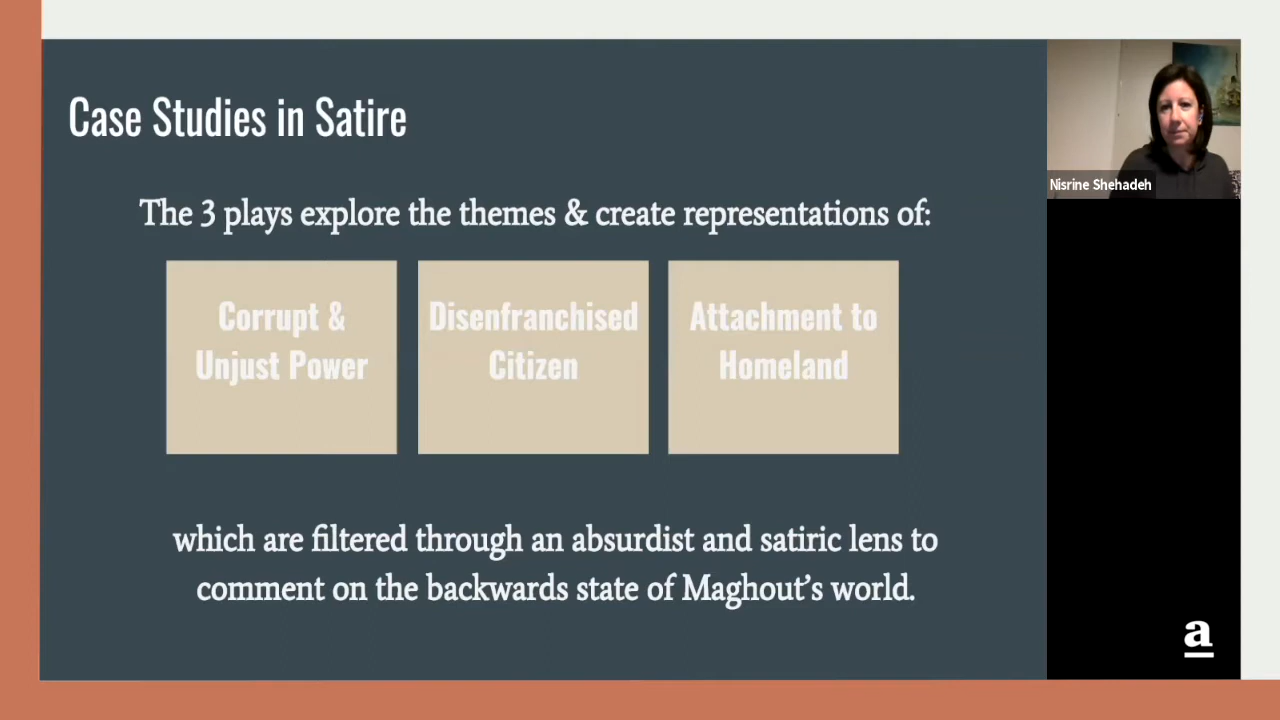 Case Studies in Satire
The 3 plays explore the themes & create representations of:
Corrupt &
Unjust Power
Disenfranchised
Citizen
Attachment to
Homeland
which are filtered through an absurdist and satiric lens to
comment on the backwards state of Maghout’s world.
Nisrine Shehadeh
a